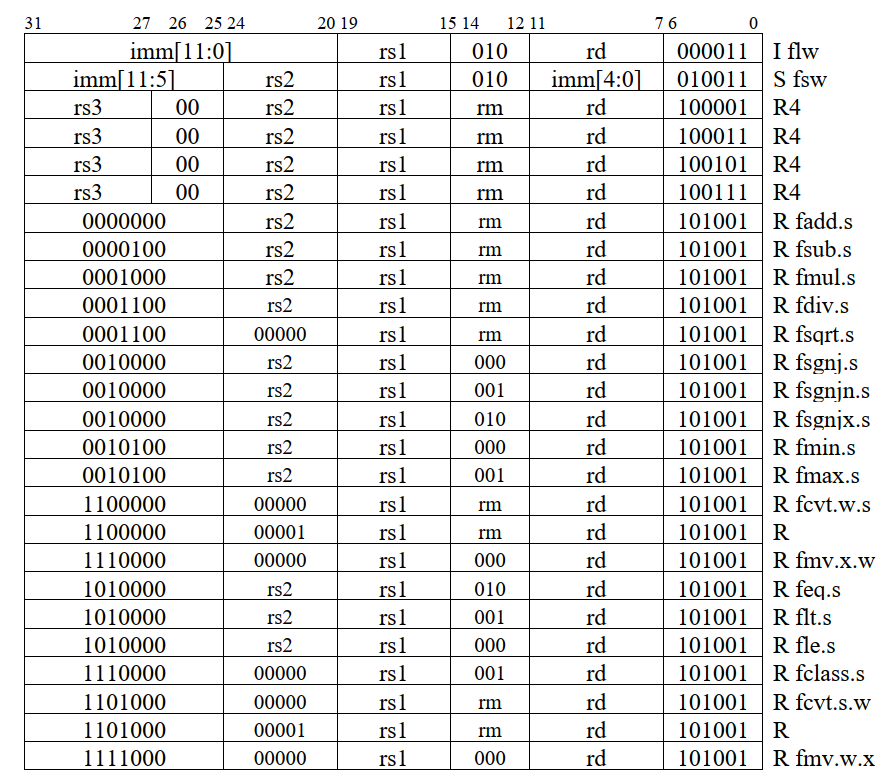 31 27 26 25 24 20 19 15 14 12 11 7 6 0
imm[11:0] rs1 010 rd 000011 I flw
imm[11:5] rs2 rs1 010 imm[4:0] 010011 S fsw
rs3 00 rs2 rs1 rm rd 100001 R4
rs3 00 rs2 rs1 rm rd 100011 R4
rs3 00 rs2 rs1 rm rd 100101 R4
rs3 00 rs2 rs1 rm rd 100111 R4
0000000 rs2 rs1 rm rd 101001 R fadd.s
0000100 rs2 rs1 rm rd 101001 R fsub.s
0001000 rs2 rs1 rm rd 101001 R fmul.s
0001100 rs2 rs1 rm rd 101001 R fdiv.s
0001100 00000 rs1 rm rd 101001 R fsqrt.s
0010000 rs2 rs1 000 rd 101001 R fsgnj.s
0010000 rs2 rs1 001 rd 101001 R fsgnjn.s
0010000 rs2 rs1 010 rd 101001 R fsgnjx.s
0010100 rs2 rs1 000 rd 101001 R fmin.s
0010100 rs2 rs1 001 rd 101001 R fmax.s
1100000 00000 rs1 rm rd 101001 R fcvt.w.s
1100000 00001 rs1 rm rd 101001 R
1110000 00000 rs1 000 rd 101001 R fmv.x.w
1010000 rs2 rs1 010 rd 101001 R feq.s
1010000 rs2 rs1 001 rd 101001 R flt.s
1010000 rs2 rs1 000 rd 101001 R fle.s
1110000 00000 rs1 001 rd 101001 R fclass.s
1101000 00000 rs1 rm rd 101001 R fcvt.s.w
1101000 00001 rs1 rm rd 101001 R
1111000 00000 rs1 000 rd 101001 R fmv.w.x